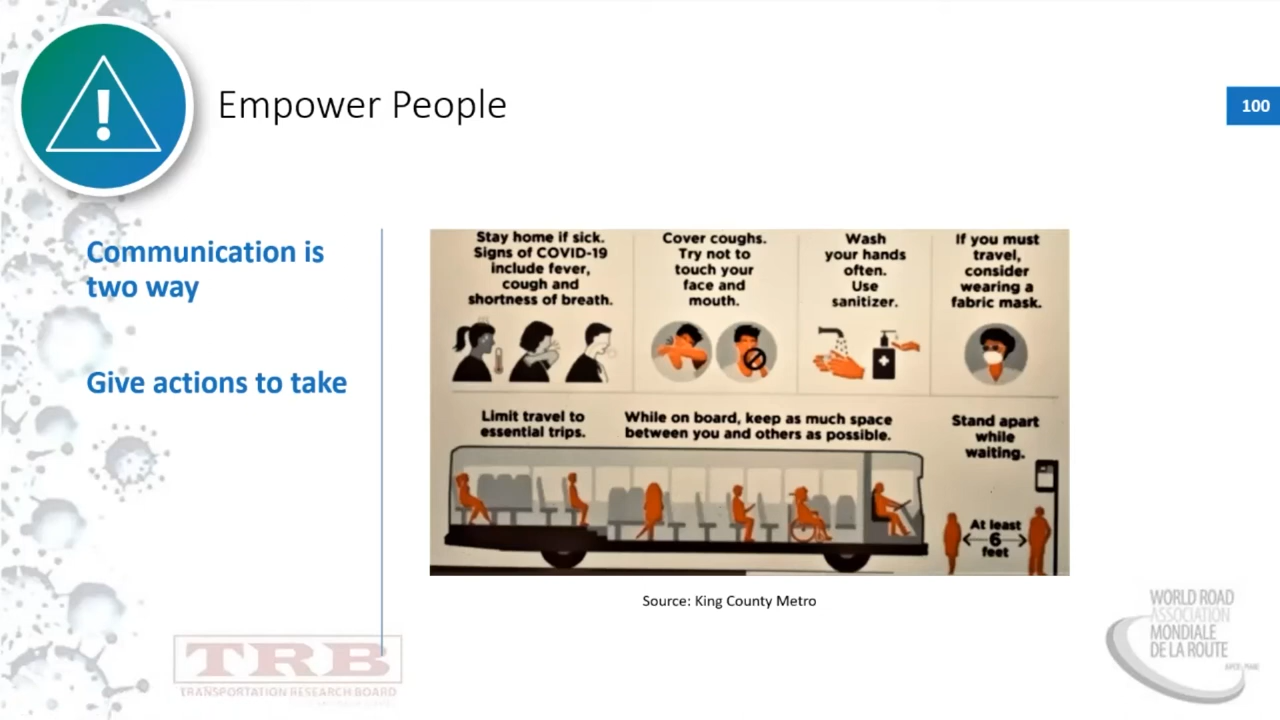 Empower People
100
Communication is
two way
Give actions to take
Stay home if sick.
Signs of COVID-19
include fever,
cough and
shortness of breath.
Cover coughs.
Try not to
touch your
face and
mouth.
Wash
your hands
often.
Use
sanitizer.
If you must
travel,
consider
wearing a
fabric mask.
Limit travel to
essential trips.
While on board, keep as much space
between you and others as possible.
Stand apart
while
waiting.
At least
6
feet
Source: King County Metro
TRB
TRANSPORTATION RESEARCH BOARD
WORLD ROAD
ASSOCIATION
MONDIALE
DE LA ROUTE